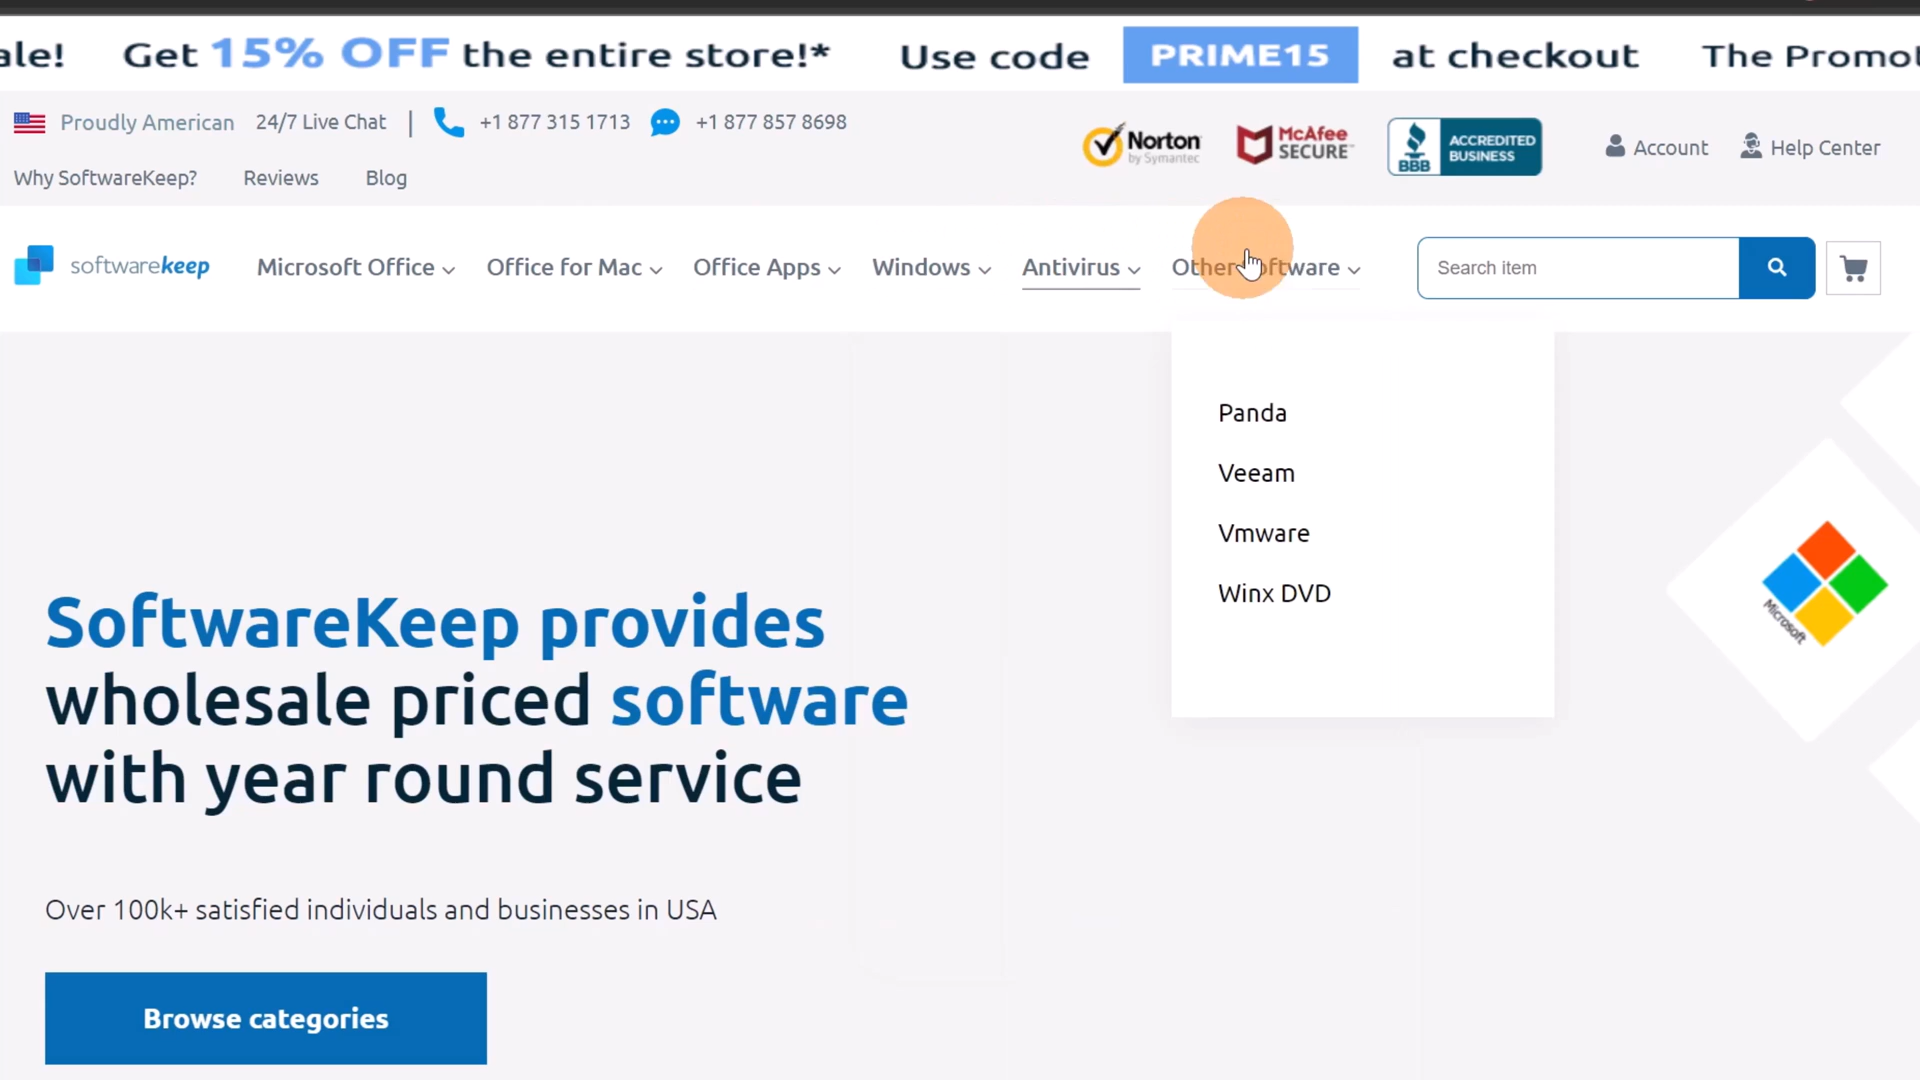 ale! Get 15% OFF the entire store!* Use code PRIME15 at checkout The Promot
Proudly American 24/7 Live Chat | +1 877 315 1713 +1 877 857 8698
Norton by Symantec
McAfee SECURE
BBB ACCREDITED BUSINESS
Account Help Center
Why SoftwareKeep? Reviews Blog
softwarekeep Microsoft Office Office for Mac Office Apps Windows Antivirus Other Software Search item
Panda
Veeam
Vmware
Winx DVD
Microsoft
SoftwareKeep provides
wholesale priced software
with year round service
Over 100k+ satisfied individuals and businesses in USA
Browse categories